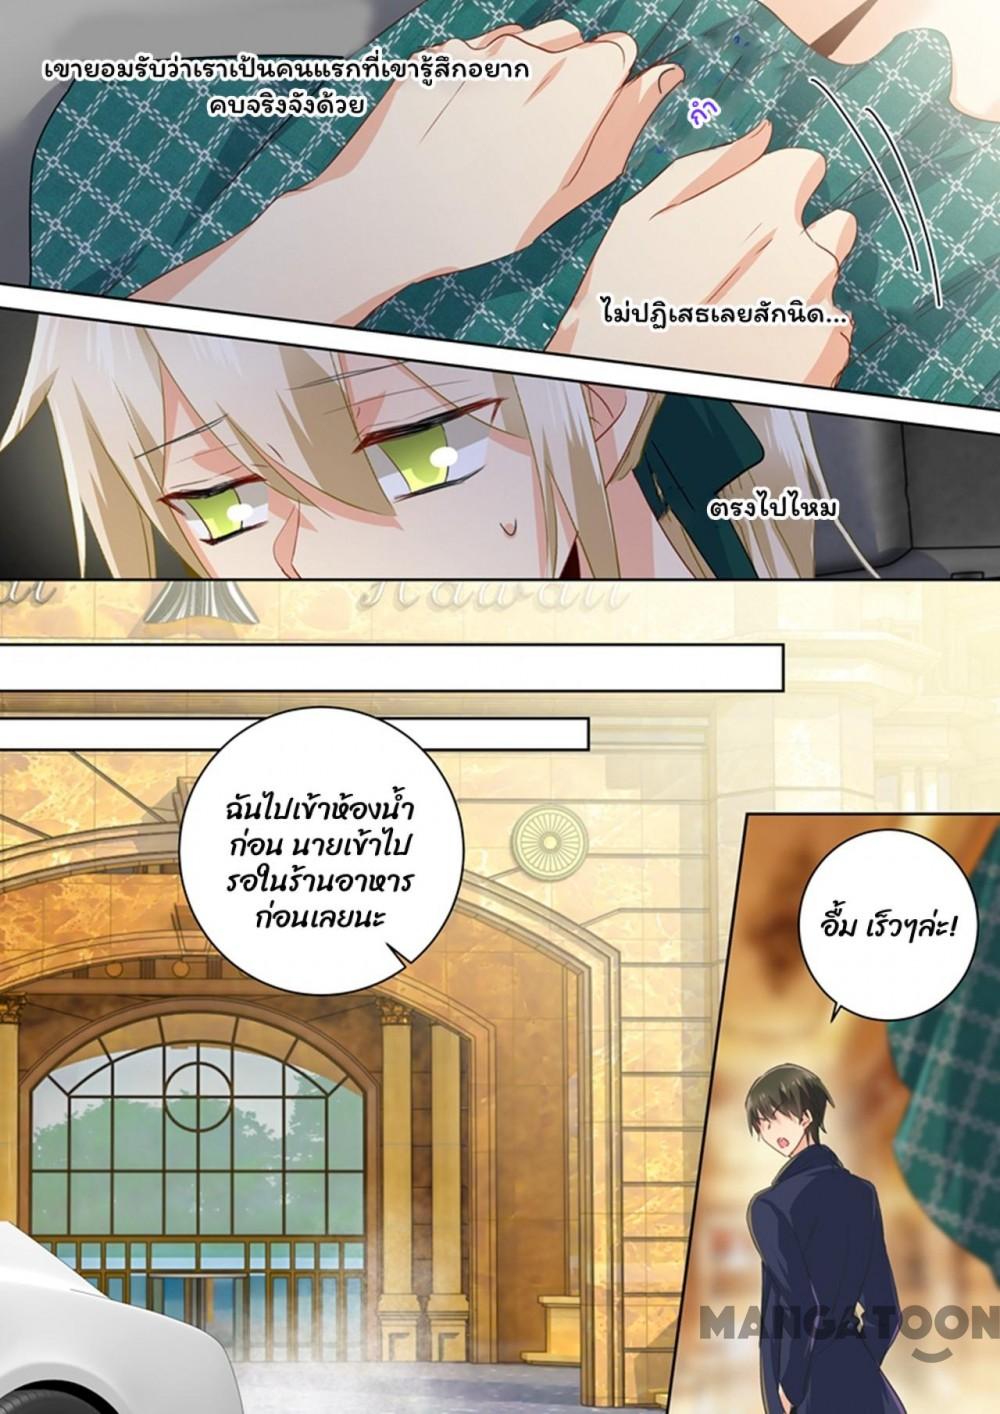 เขายอมรับว่าเราเป้นคนแรกที่เขารู้สึกอยาก
คบจริงจังด้วย
กำ
ไม่ปฏิเสธเลยสักนิด...
ตรงไปไหม
Hawaii
ฉันไปเข้าห้องน้ำ
ก่อน นายเข้าไป
รอในร้านอาหาร
ก่อนเลยนะ
อื้ม เร็วๆล่ะ!
MANGATOON